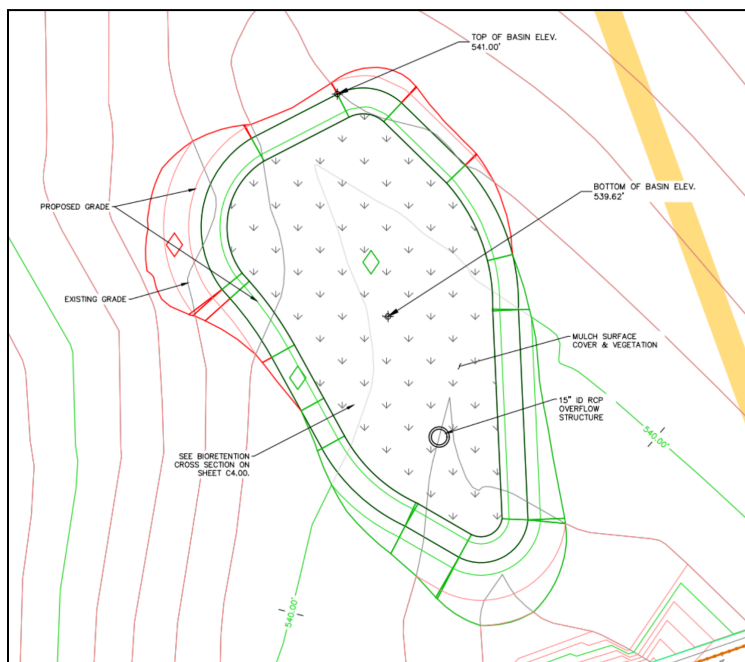 TOP OF BASIN ELEV.
541.00'
BOTTOM OF BASIN ELEV.
539.62'
PROPOSED GRADE
EXISTING GRADE
MULCH SURFACE
COVER & VEGETATION
15" ID RCP
OVERFLOW
STRUCTURE
540.00'
SEE BIORETENTION
CROSS SECTION ON
SHEET C4.00.
540.00'